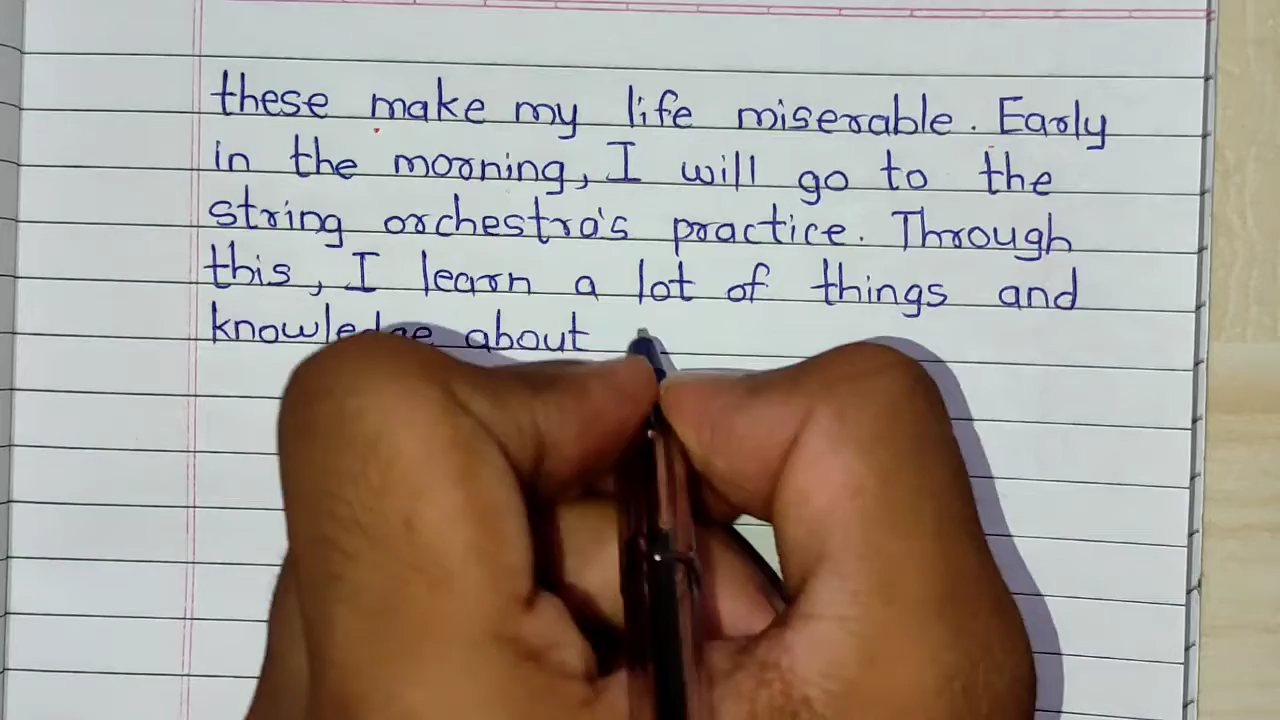 these make my life miserable. Early
in the morning, I will go to the
string orchestra's practice. Through
this, I learn a lot of things and
knowledge about